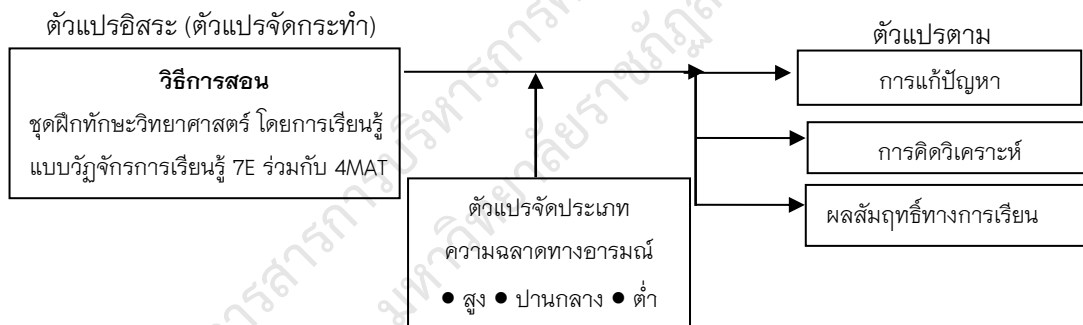 ตัวแปรอิสระ (ตัวแปรจัดกระทำ)
วิธีการสอน
ชุดฝึกทักษะวิทยาศาสตร์ โดยการเรียนรู้
แบบวัฏจักรการเรียนรู้ 7E ร่วมกับ 4MAT
ตัวแปรจัดประเภท
ความฉลาดทางอารมณ์
● สูง ● ปานกลาง ● ต่ำ
ตัวแปรตาม
การแก้ปัญหา
การคิดวิเคราะห์
ผลสัมฤทธิ์ทางการเรียน